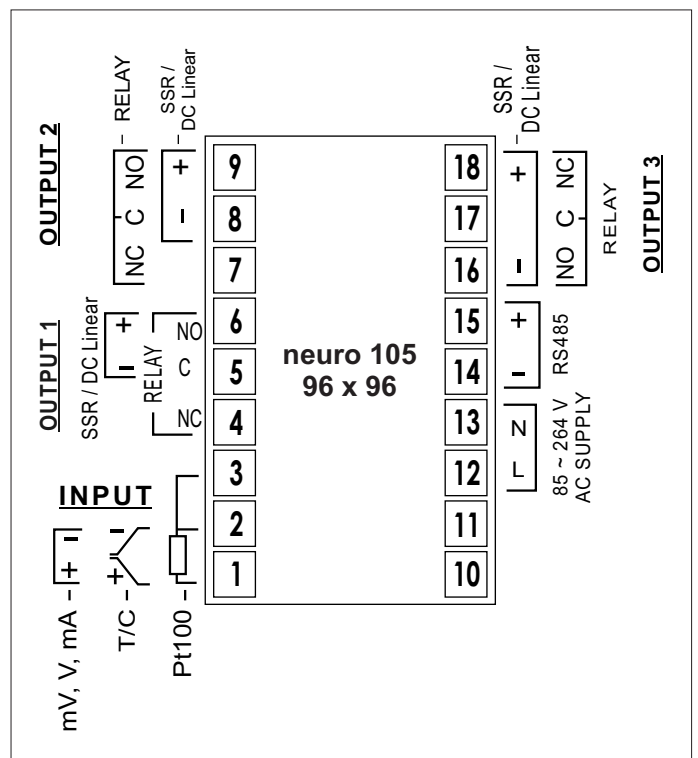 OUTPUT 2
NC C NO – RELAY
- + SSR /
DC Linear
OUTPUT 1
SSR / DC Linear
- +
RELAY
NO
C
NC
INPUT
mV, V, mA – + -
T/C – + -
Pt100 –
9
8
7
6
5
4
3
2
1
neuro 105
96 x 96
18
17
16
15
14
13
12
11
10
SSR /
DC Linear
- +
NO C NC
RELAY
OUTPUT 3
- +
RS485
L N
85 ~ 264 V
AC SUPPLY